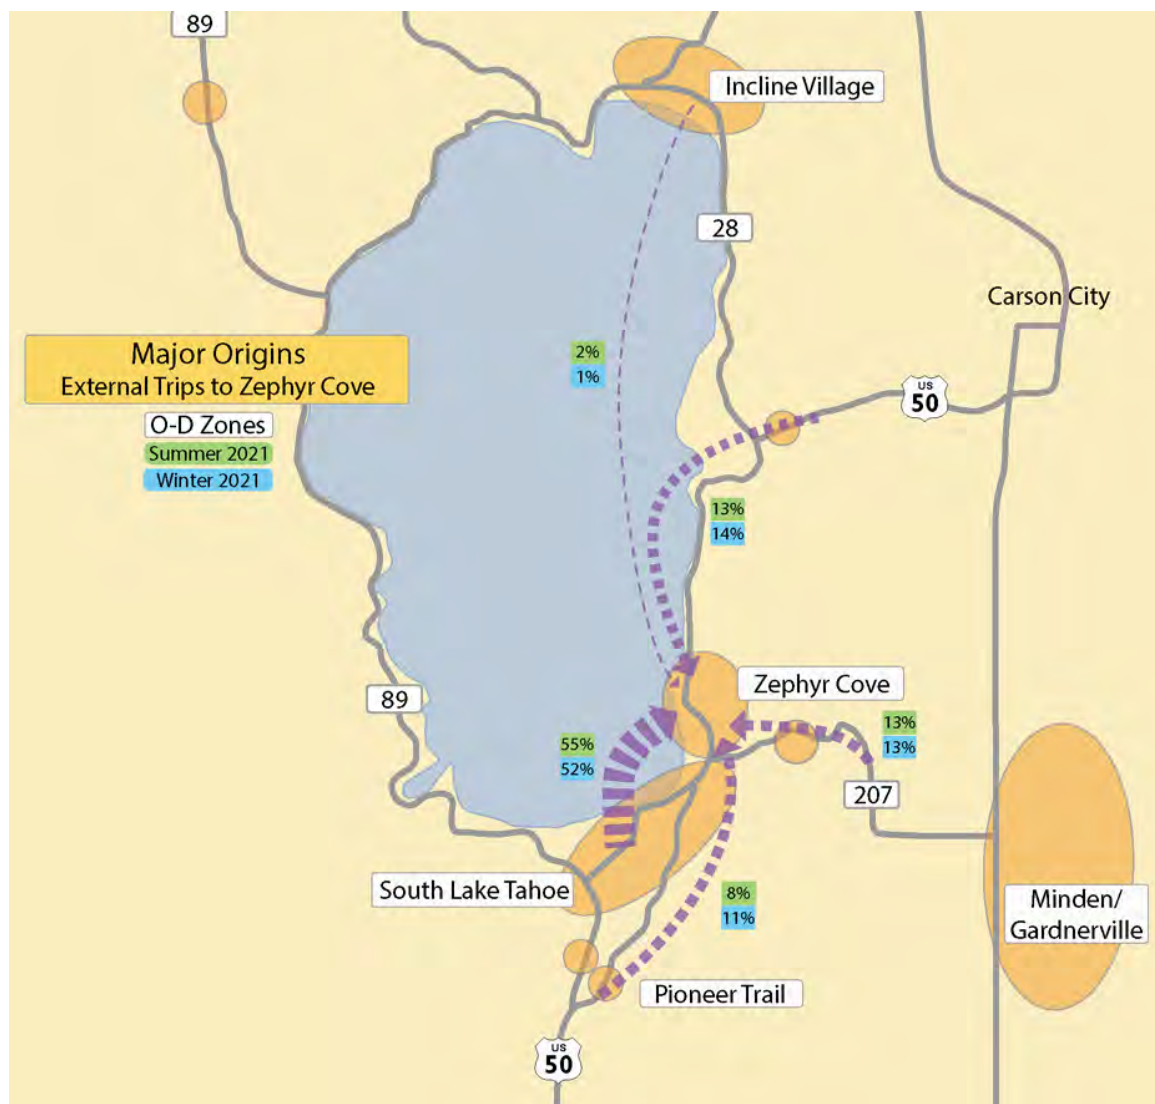 89
Incline Village
28
Carson City
Major Origins
External Trips to Zephyr Cove
O-D Zones
Summer 2021
Winter 2021
2%
1%
US
50
13%
14%
Zephyr Cove
89
55%
52%
13%
13%
207
South Lake Tahoe
8%
11%
Minden/
Gardnerville
Pioneer Trail
US
50